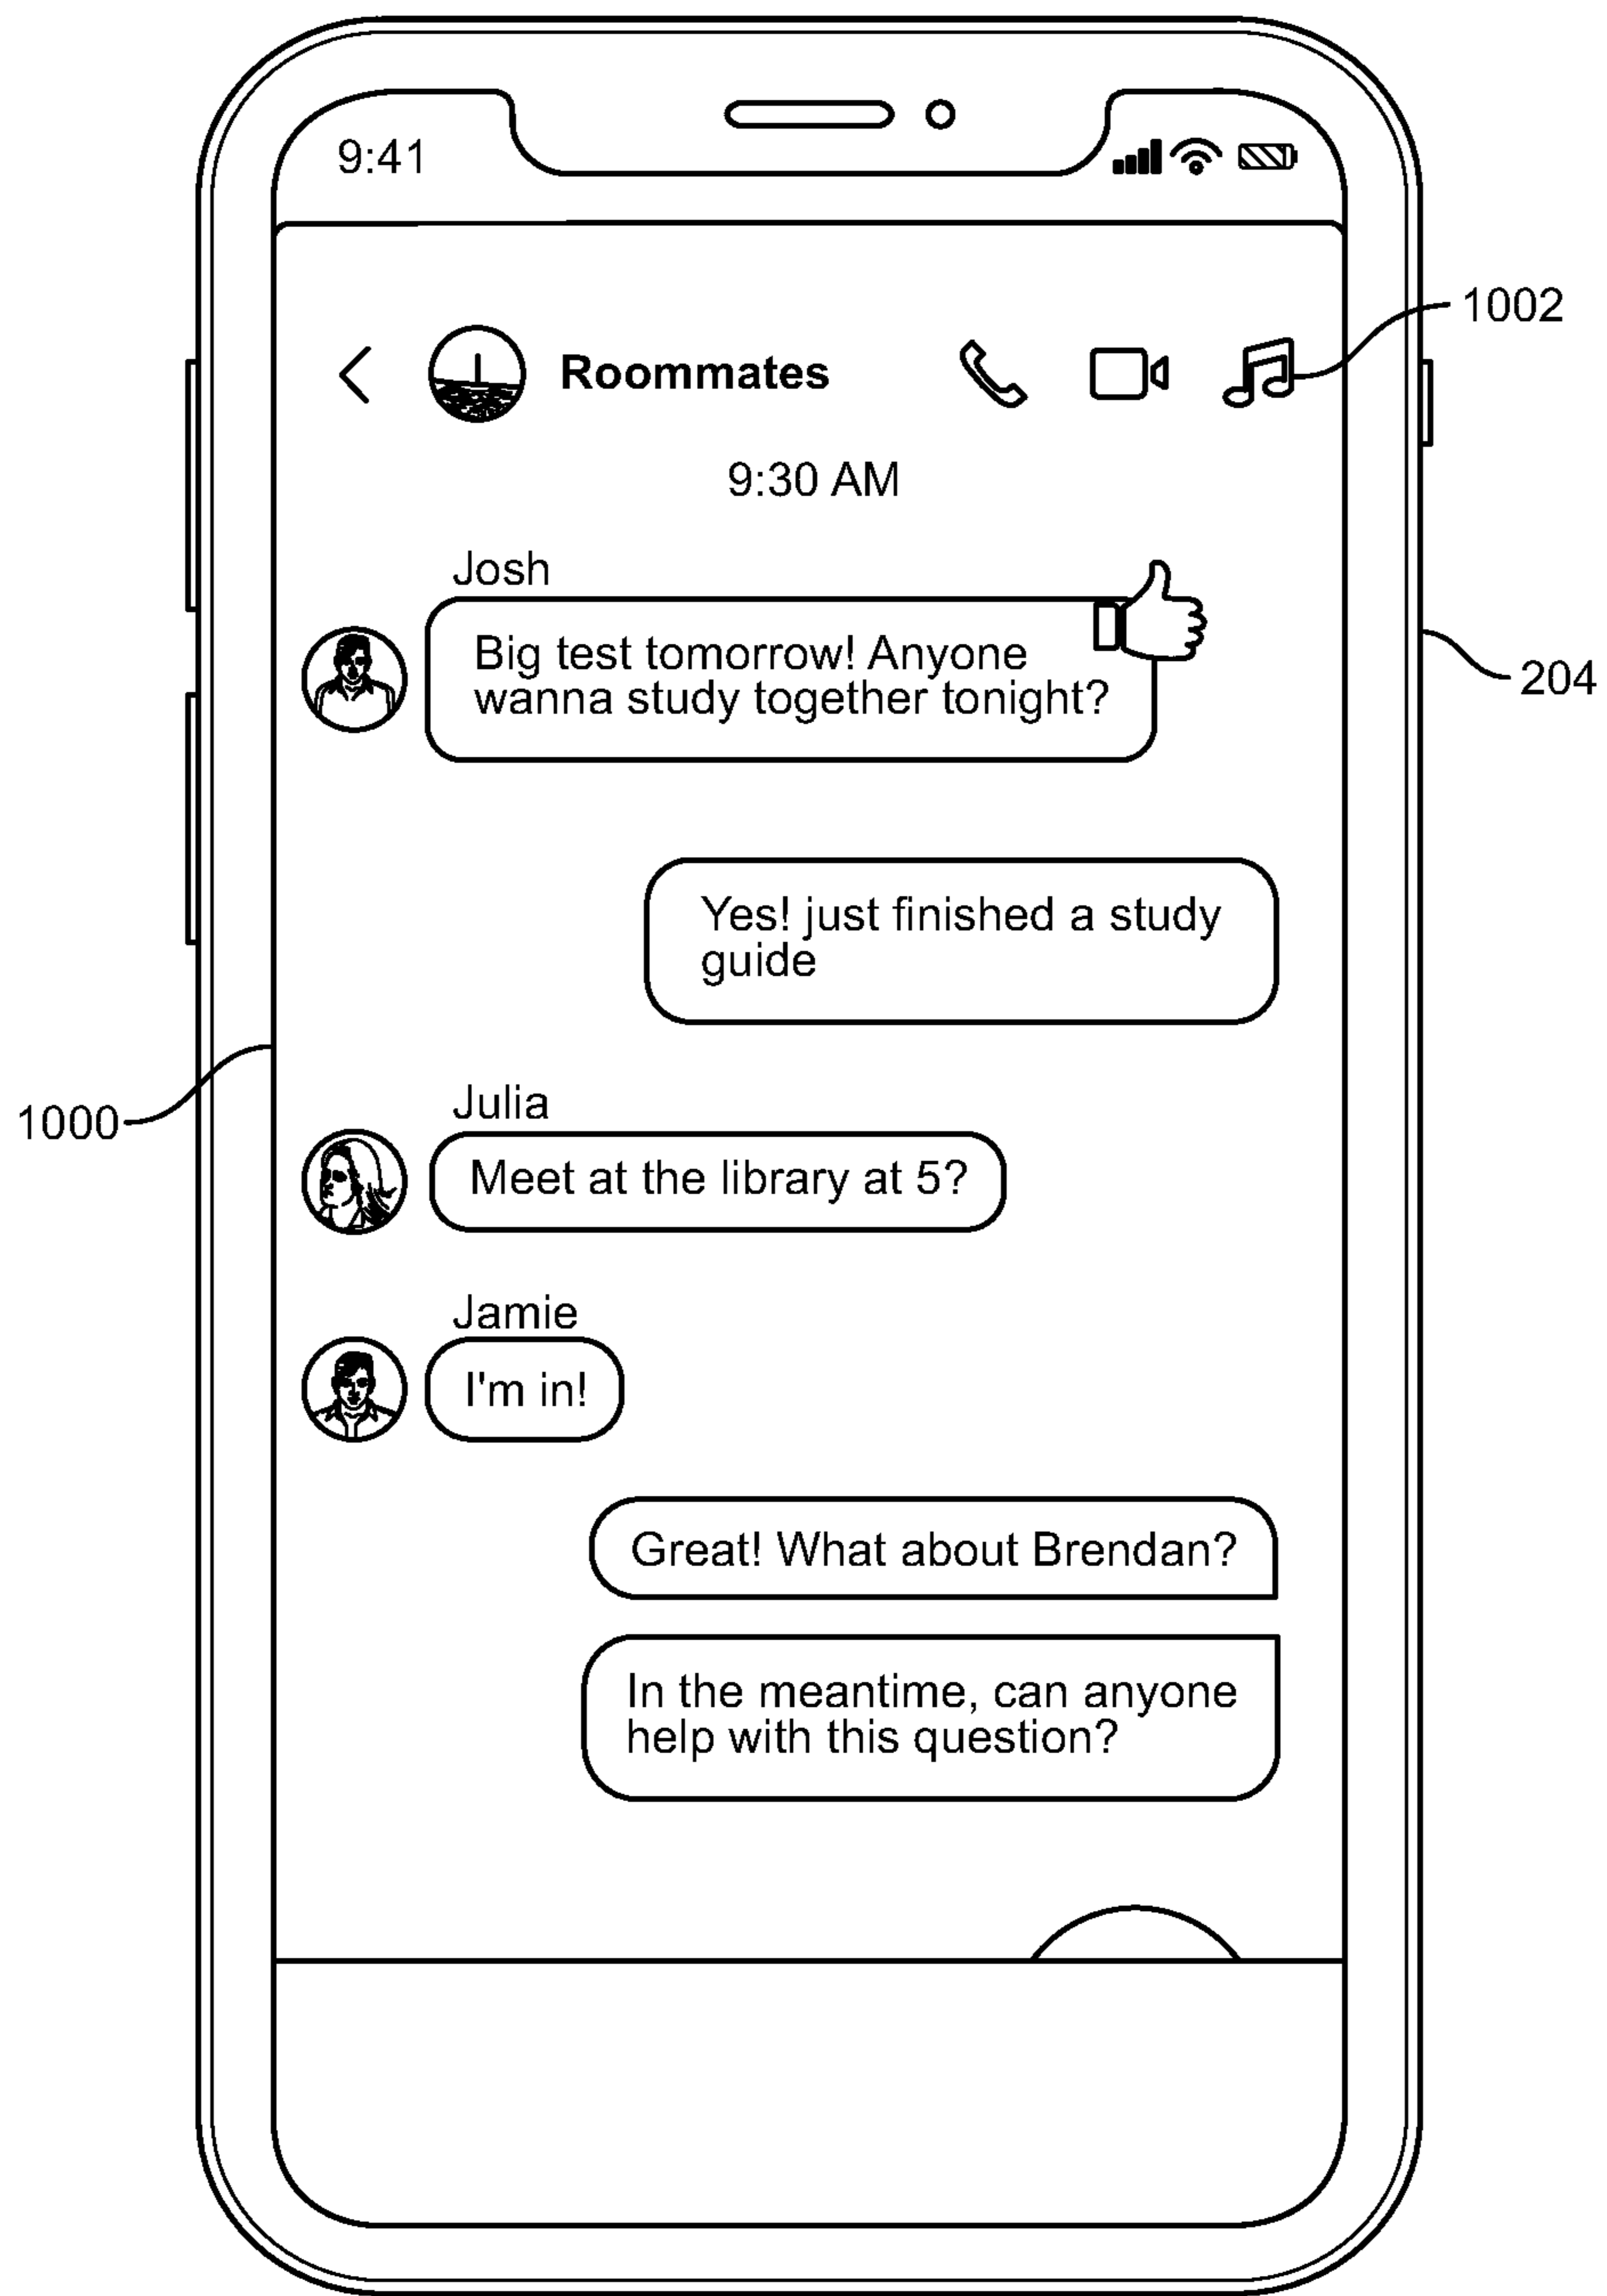 9:41
1002
Roommates
9:30 AM
Josh
Big test tomorrow! Anyone
wanna study together tonight?
204
Yes! just finished a study
guide
1000
Julia
Meet at the library at 5?
Jamie
I'm in!
Great! What about Brendan?
In the meantime, can anyone
help with this question?